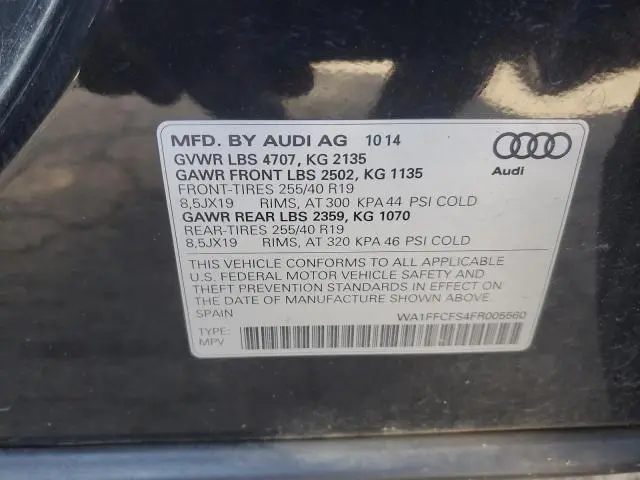 MFD. BY AUDI AG 10 14
GVWR LBS 4707, KG 2135
GAWR FRONT LBS 2502, KG 1135
FRONT-TIRES 255/40 R19
8,5JX19 RIMS, AT 300 KPA 44 PSI COLD
GAWR REAR LBS 2359, KG 1070
REAR-TIRES 255/40 R19
8,5JX19 RIMS, AT 320 KPA 46 PSI COLD
Audi
THIS VEHICLE CONFORMS TO ALL APPLICABLE
U.S. FEDERAL MOTOR VEHICLE SAFETY AND
THEFT PREVENTION STANDARDS IN EFFECT ON
THE DATE OF MANUFACTURE SHOWN ABOVE.
SPAIN WA1FFCFS4FR005560
TYPE:
MPV